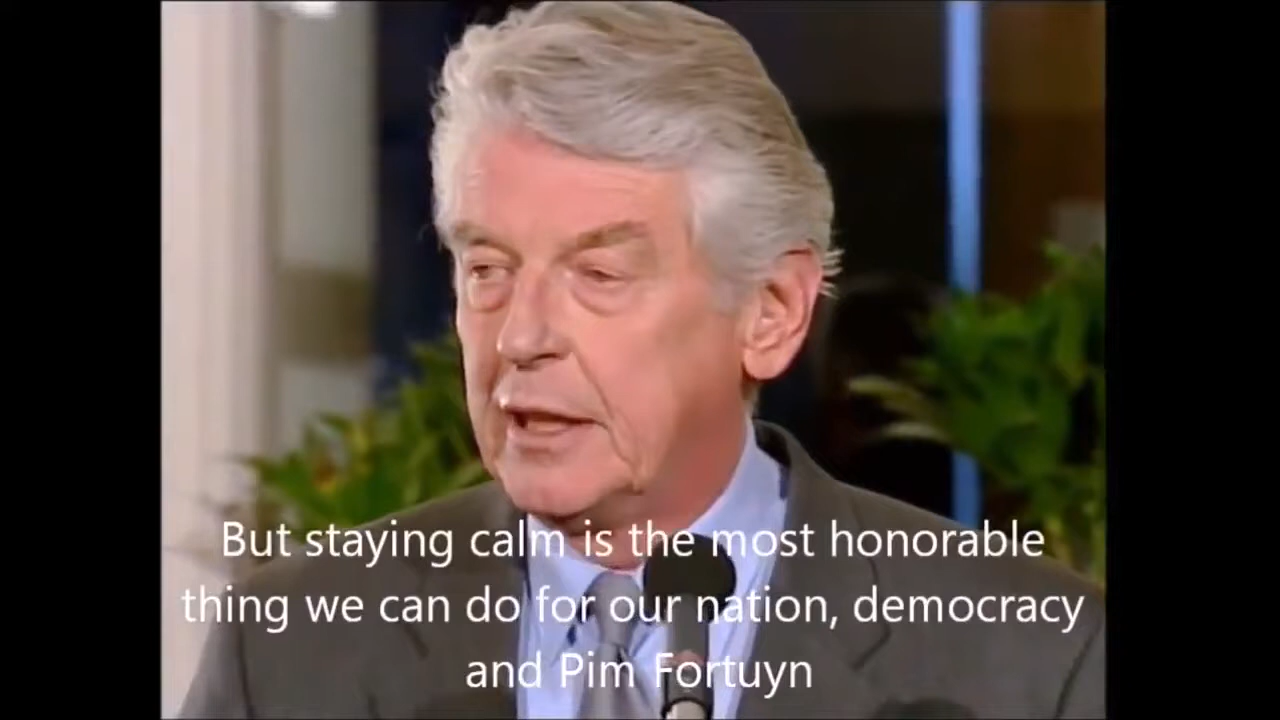 But staying calm is the most honorable
thing we can do for our nation, democracy
and Pim Fortuyn